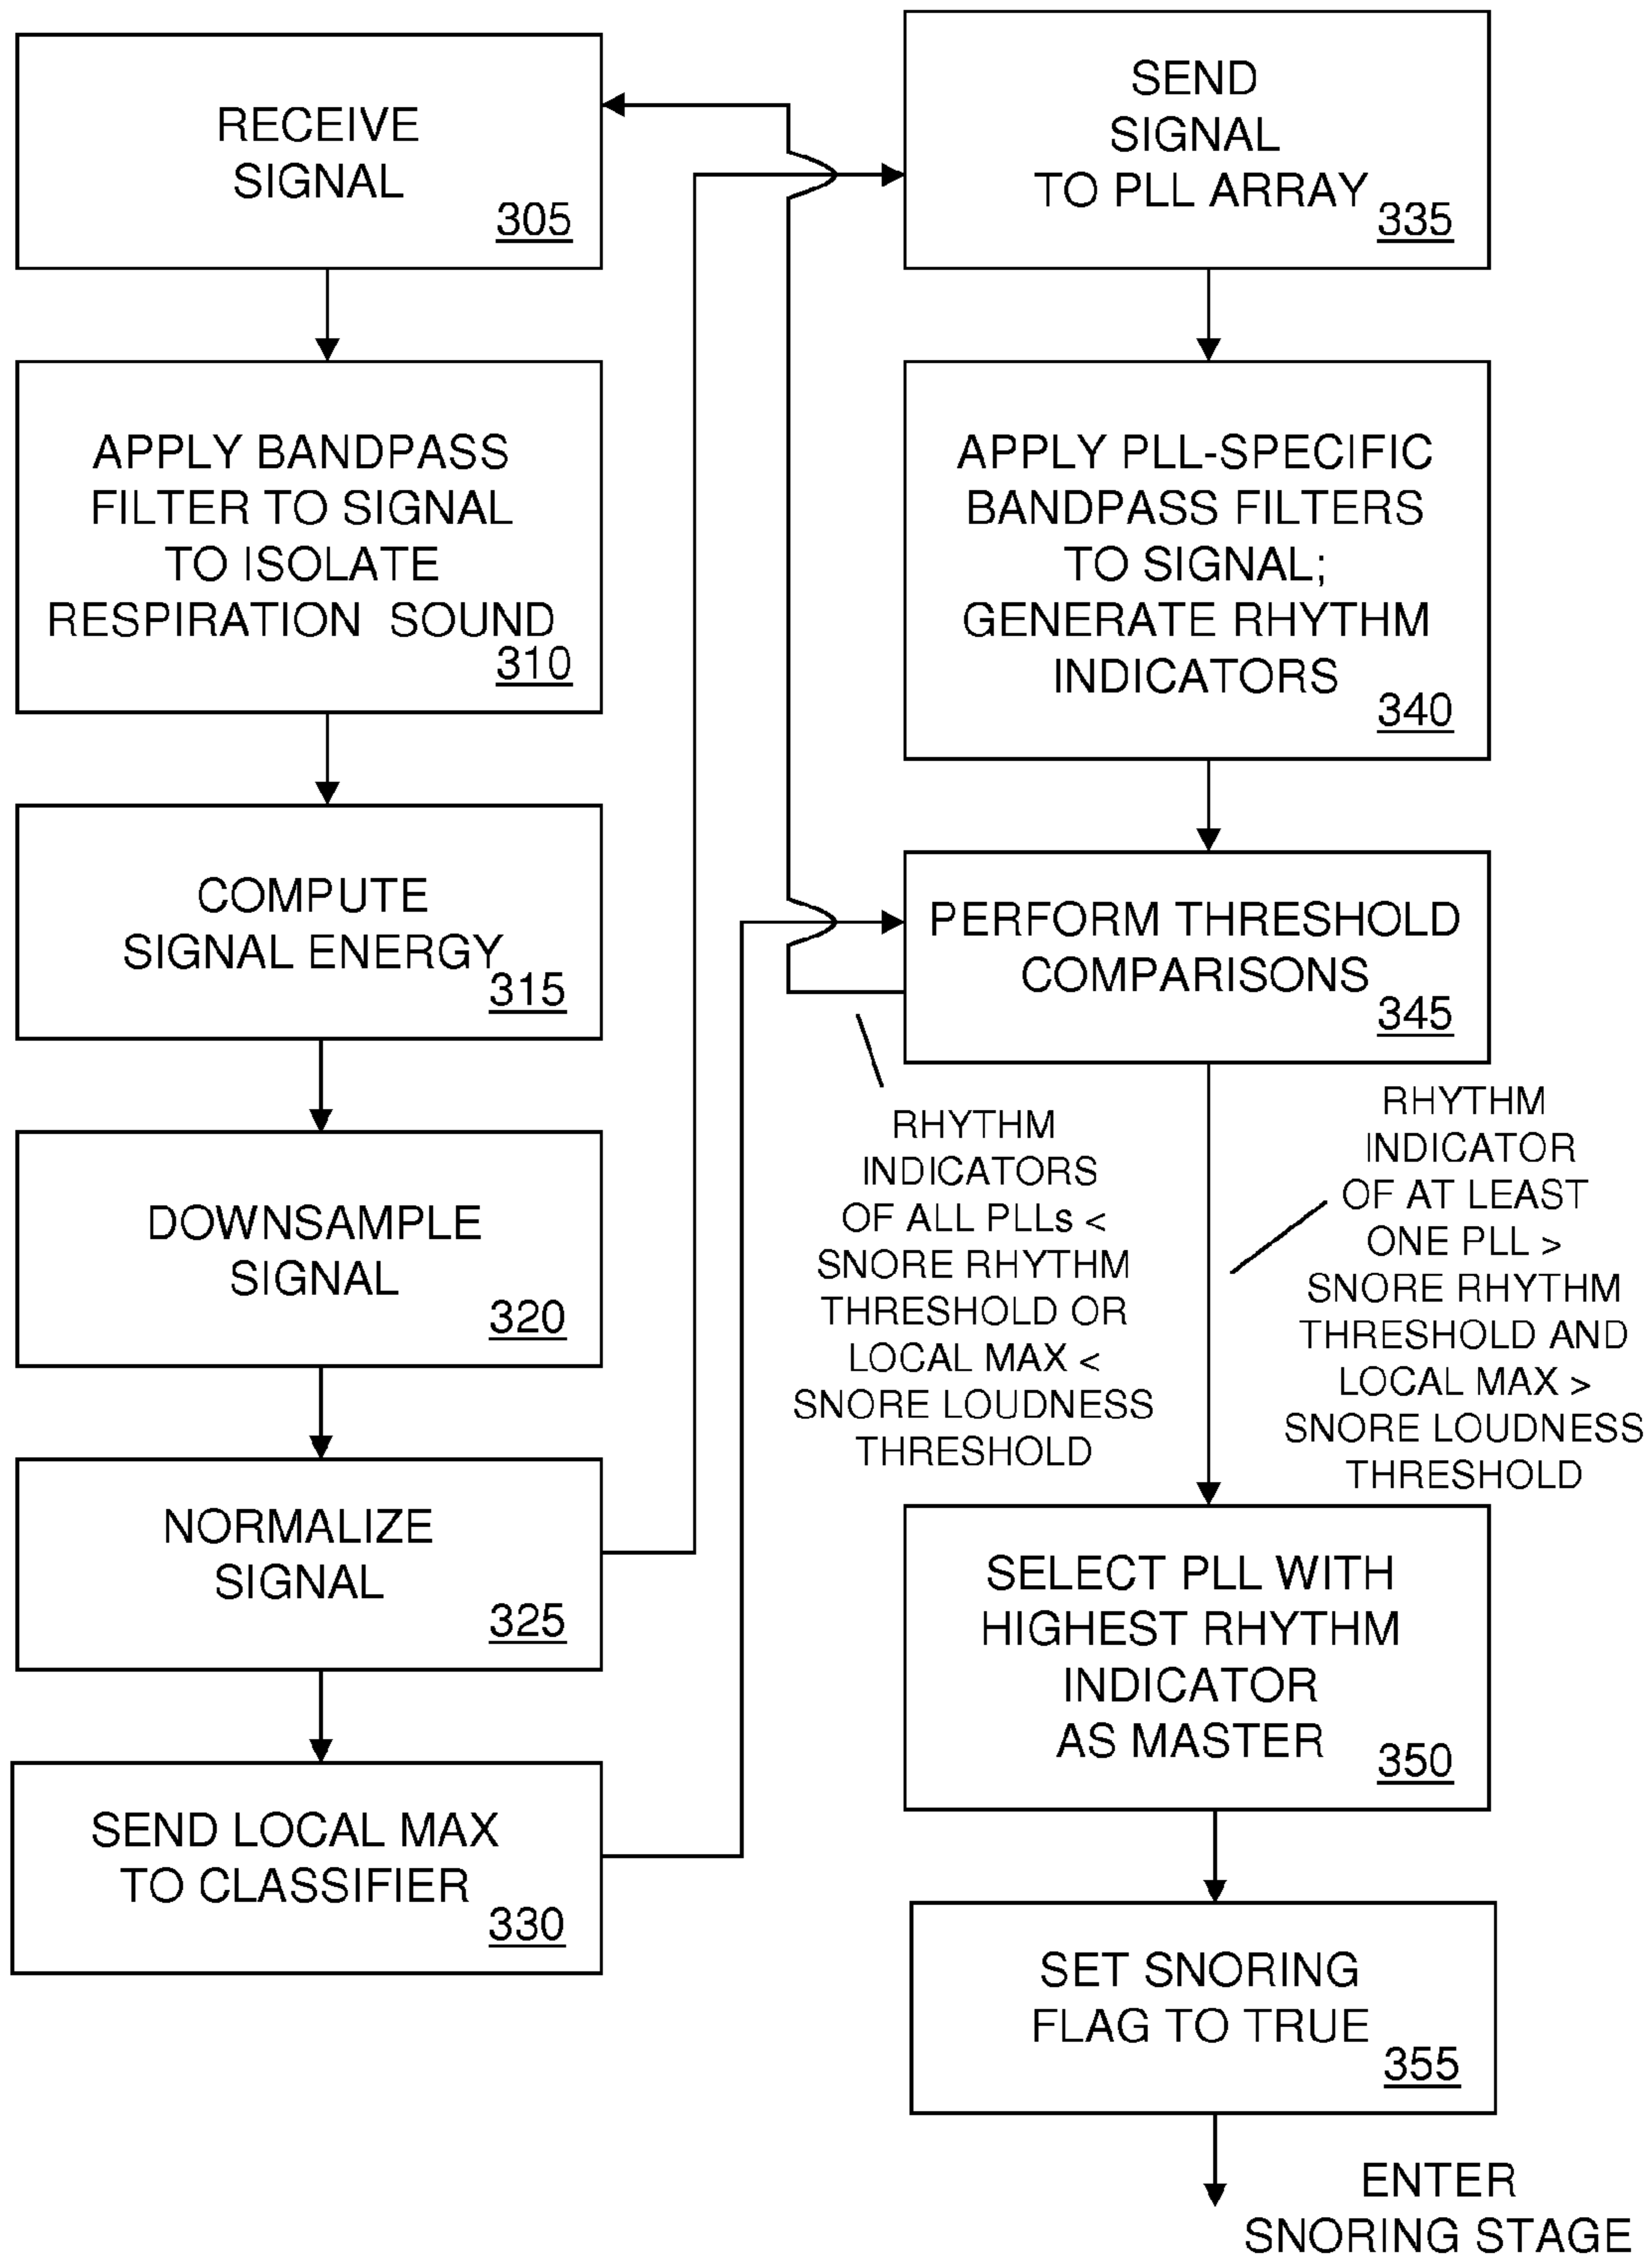 RECEIVE
SIGNAL
305
APPLY BANDPASS
FILTER TO SIGNAL
TO ISOLATE
RESPIRATION SOUND
310
COMPUTE
SIGNAL ENERGY
315
DOWNSAMPLE
SIGNAL
320
NORMALIZE
SIGNAL
325
SEND LOCAL MAX
TO CLASSIFIER
330
SEND
SIGNAL
TO PLL ARRAY
335
APPLY PLL-SPECIFIC
BANDPASS FILTERS
TO SIGNAL;
GENERATE RHYTHM
INDICATORS
340
PERFORM THRESHOLD
COMPARISONS
345
RHYTHM
INDICATORS
OF ALL PLLs <
SNORE RHYTHM
THRESHOLD OR
LOCAL MAX <
SNORE LOUDNESS
THRESHOLD
RHYTHM
INDICATOR
OF AT LEAST
ONE PLL >
SNORE RHYTHM
THRESHOLD AND
LOCAL MAX >
SNORE LOUDNESS
THRESHOLD
SELECT PLL WITH
HIGHEST RHYTHM
INDICATOR
AS MASTER
350
SET SNORING
FLAG TO TRUE
355
ENTER
SNORING STAGE